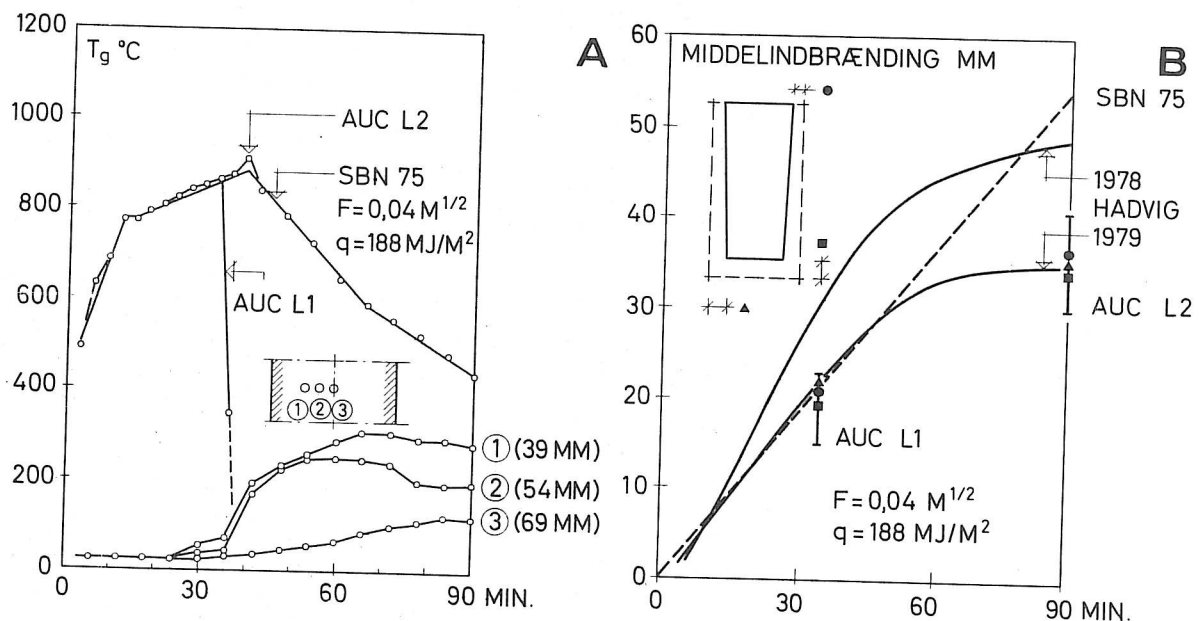 1200
1000
800
600
400
200
0
T_g °C
A
AUC L2
SBN 75
F=0,04 M^1/2
q=188 MJ/M^2
AUC L1
① ② ③
① (39 MM)
② (54 MM)
③ (69 MM)
0 30 60 90 MIN.
60
50
40
30
20
10
0
MIDDELINDBRÆNDING MM
B
SBN 75
1978
HADVIG
1979
AUC L2
AUC L1
F=0,04 M^1/2
q=188 MJ/M^2
0 30 60 90 MIN.